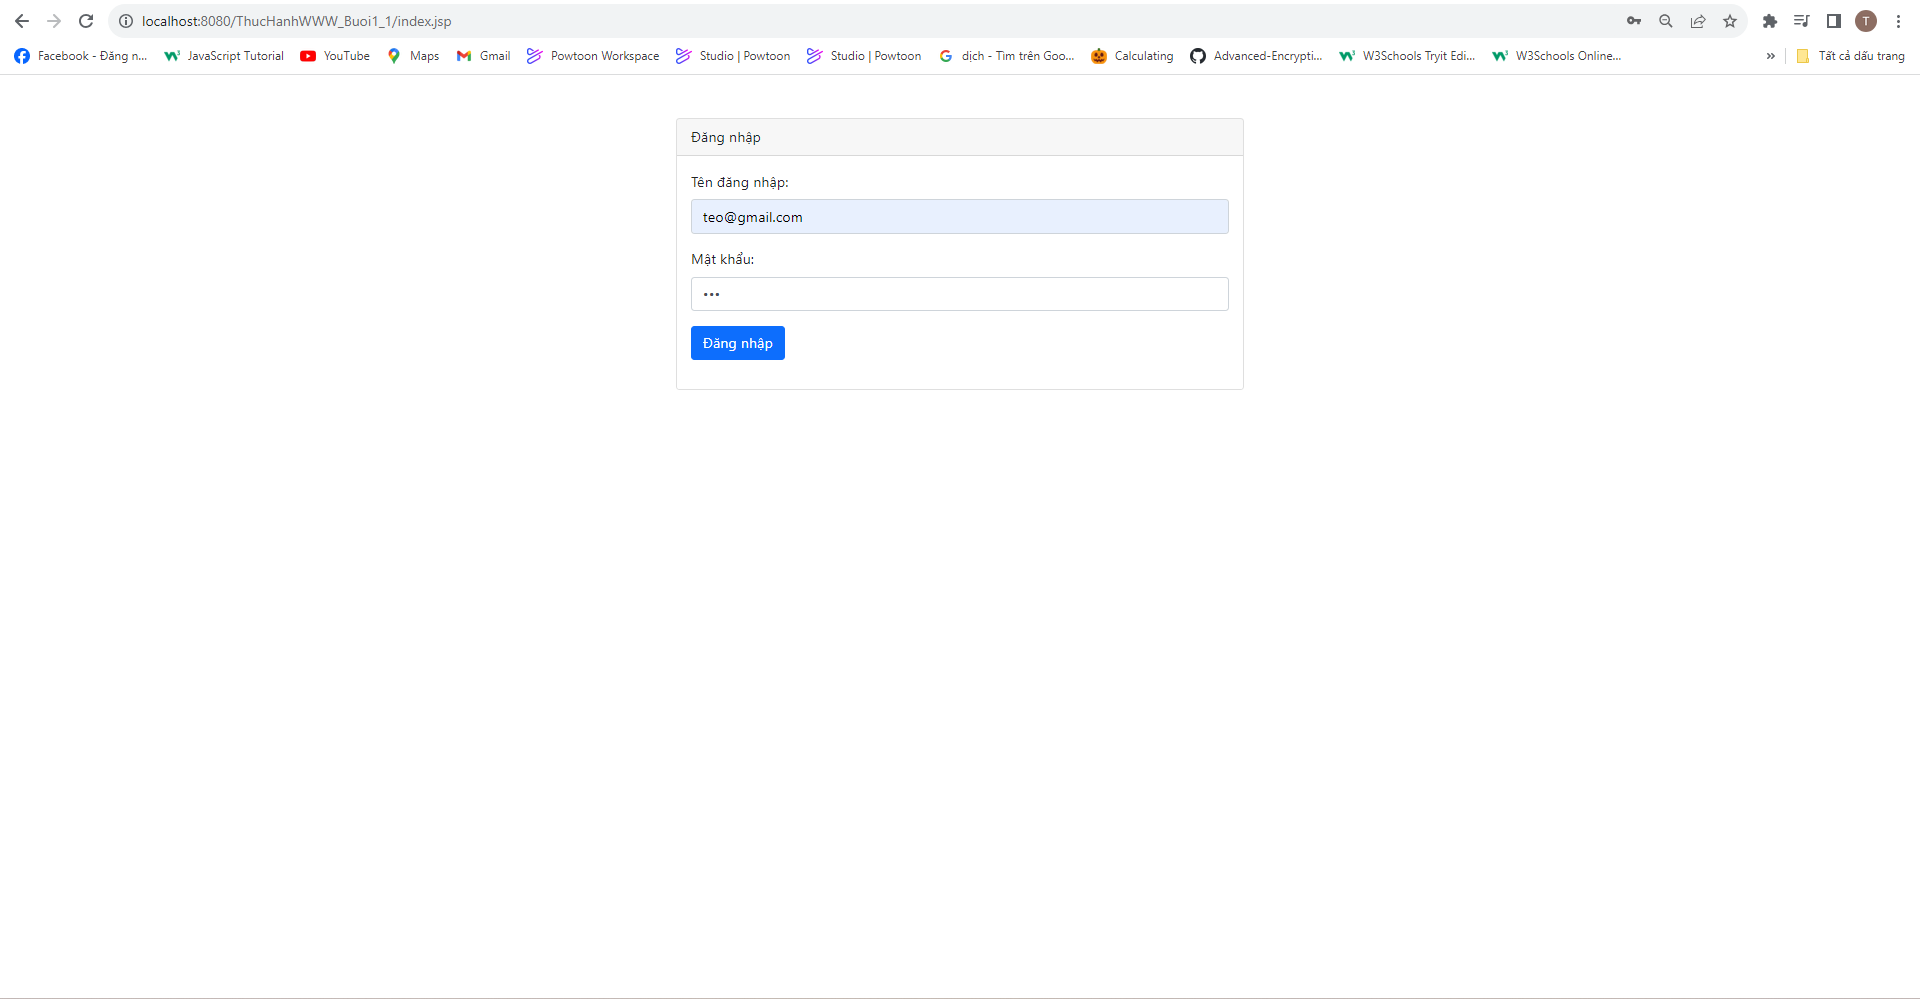 localhost:8080/ThucHanhWWW_Buoi1_1/index.jsp
T
Facebook - Đăng n... JavaScript Tutorial YouTube Maps Gmail Powtoon Workspace Studio | Powtoon Studio | Powtoon dịch - Tìm trên Goo... Calculating Advanced-Encrypti... W3Schools Tryit Edi... W3Schools Online... » Tất cả dấu trang
Đăng nhập
Tên đăng nhập:
teo@gmail.com
Mật khẩu:
•••
Đăng nhập